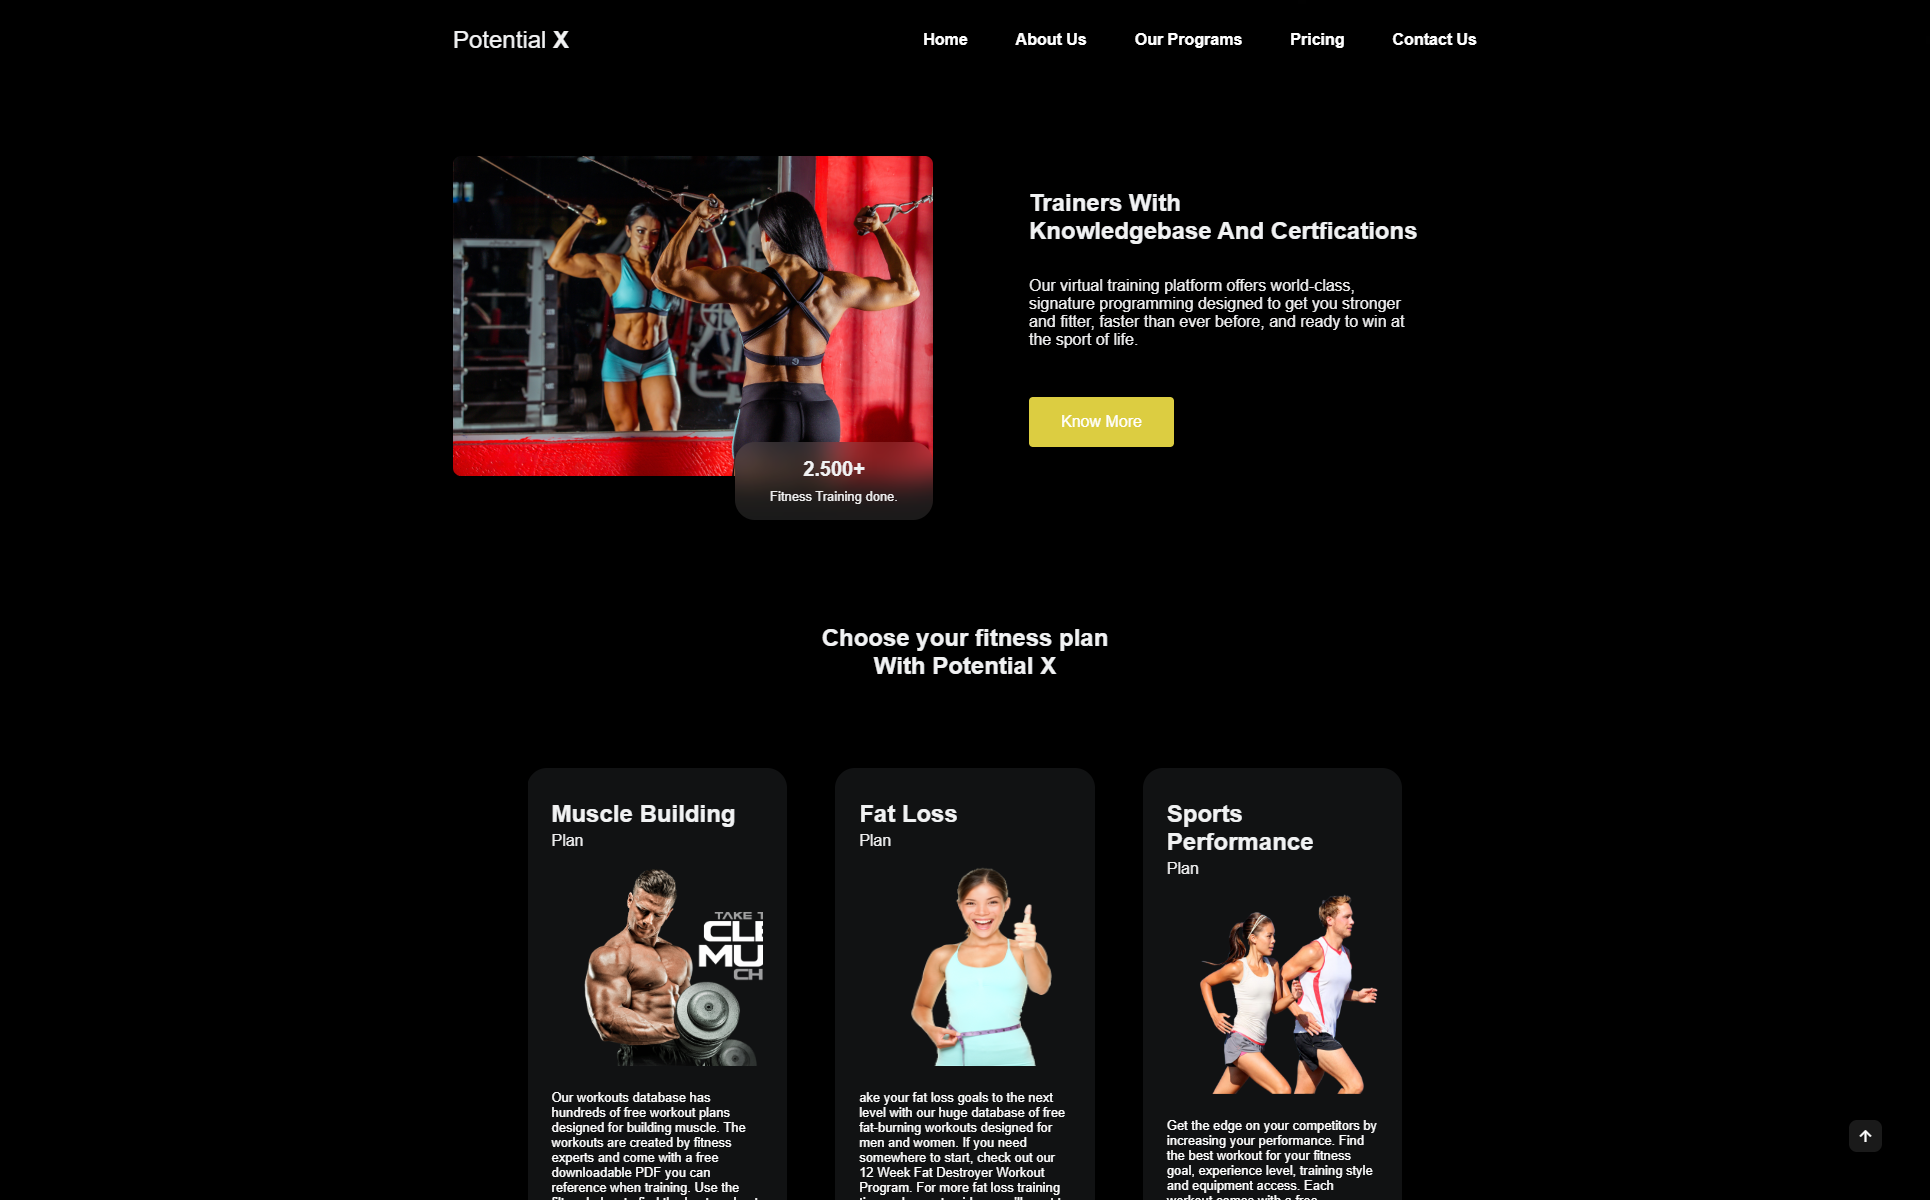 Potential X
Home About Us Our Programs Pricing Contact Us
Trainers With
Knowledgebase And Certfications
Our virtual training platform offers world-class,
signature programming designed to get you stronger
and fitter, faster than ever before, and ready to win at
the sport of life.
Know More
2.500+
Fitness Training done.
Choose your fitness plan
With Potential X
Muscle Building
Plan
TAKE
CLE
MU
CH
Our workouts database has
hundreds of free workout plans
designed for building muscle. The
workouts are created by fitness
experts and come with a free
downloadable PDF you can
reference when training. Use the
Fat Loss
Plan
ake your fat loss goals to the next
level with our huge database of free
fat-burning workouts designed for
men and women. If you need
somewhere to start, check out our
12 Week Fat Destroyer Workout
Program. For more fat loss training
Sports
Performance
Plan
Get the edge on your competitors by
increasing your performance. Find
the best workout for your fitness
goal, experience level, training style
and equipment access. Each
workout comes with a free